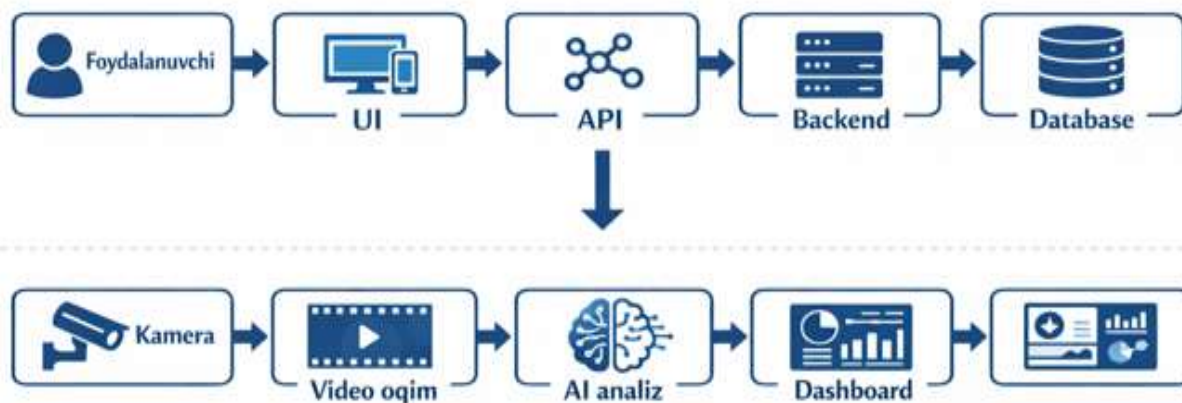 Foydalanuvchi
UI
API
Backend
Database
Kamera
Video oqim
AI analiz
Dashboard